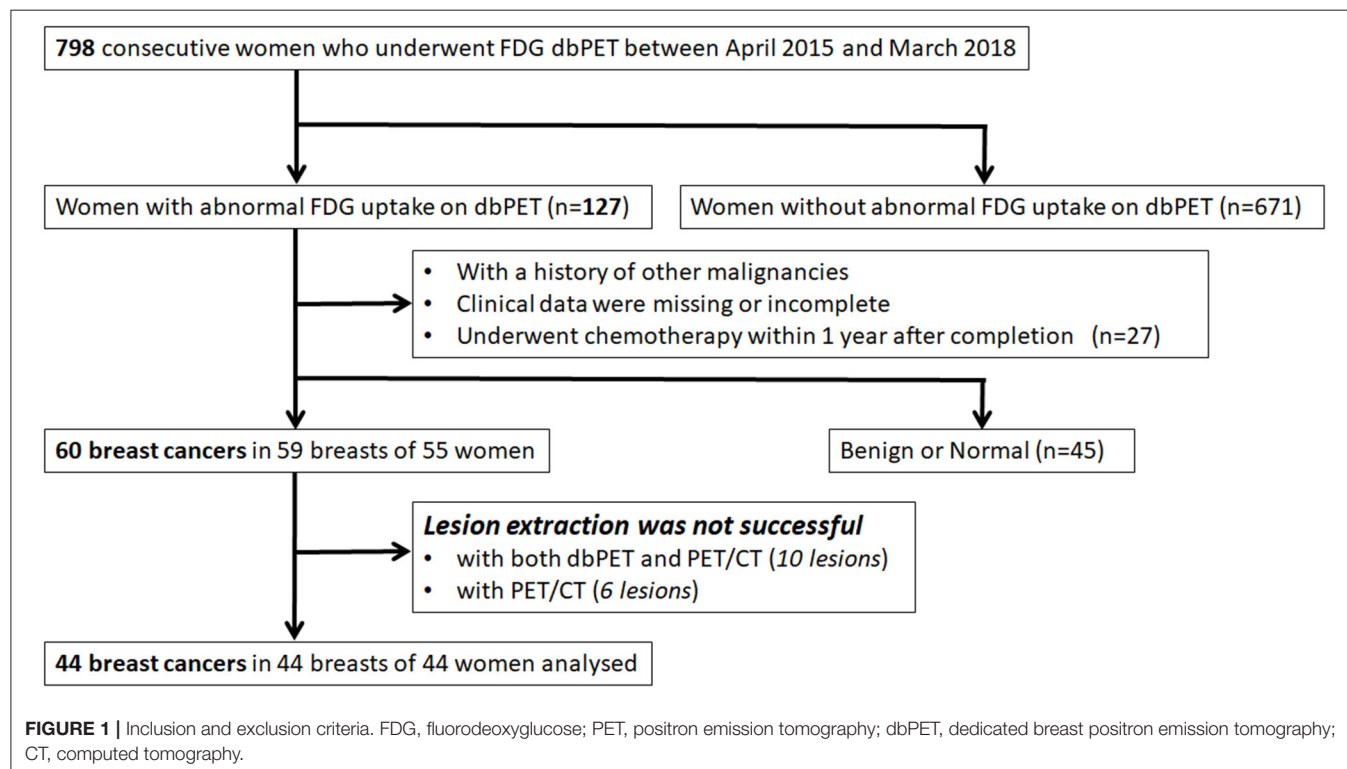 798 consecutive women who underwent FDG dbPET between April 2015 and March 2018
Women with abnormal FDG uptake on dbPET (n=127)
Women without abnormal FDG uptake on dbPET (n=671)
• With a history of other malignancies
• Clinical data were missing or incomplete
• Underwent chemotherapy within 1 year after completion (n=27)
60 breast cancers in 59 breasts of 55 women
Benign or Normal (n=45)
Lesion extraction was not successful
• with both dbPET and PET/CT (10 lesions)
• with PET/CT (6 lesions)
44 breast cancers in 44 breasts of 44 women analysed
FIGURE 1 | Inclusion and exclusion criteria. FDG, fluorodeoxyglucose; PET, positron emission tomography; dbPET, dedicated breast positron emission tomography;
CT, computed tomography.